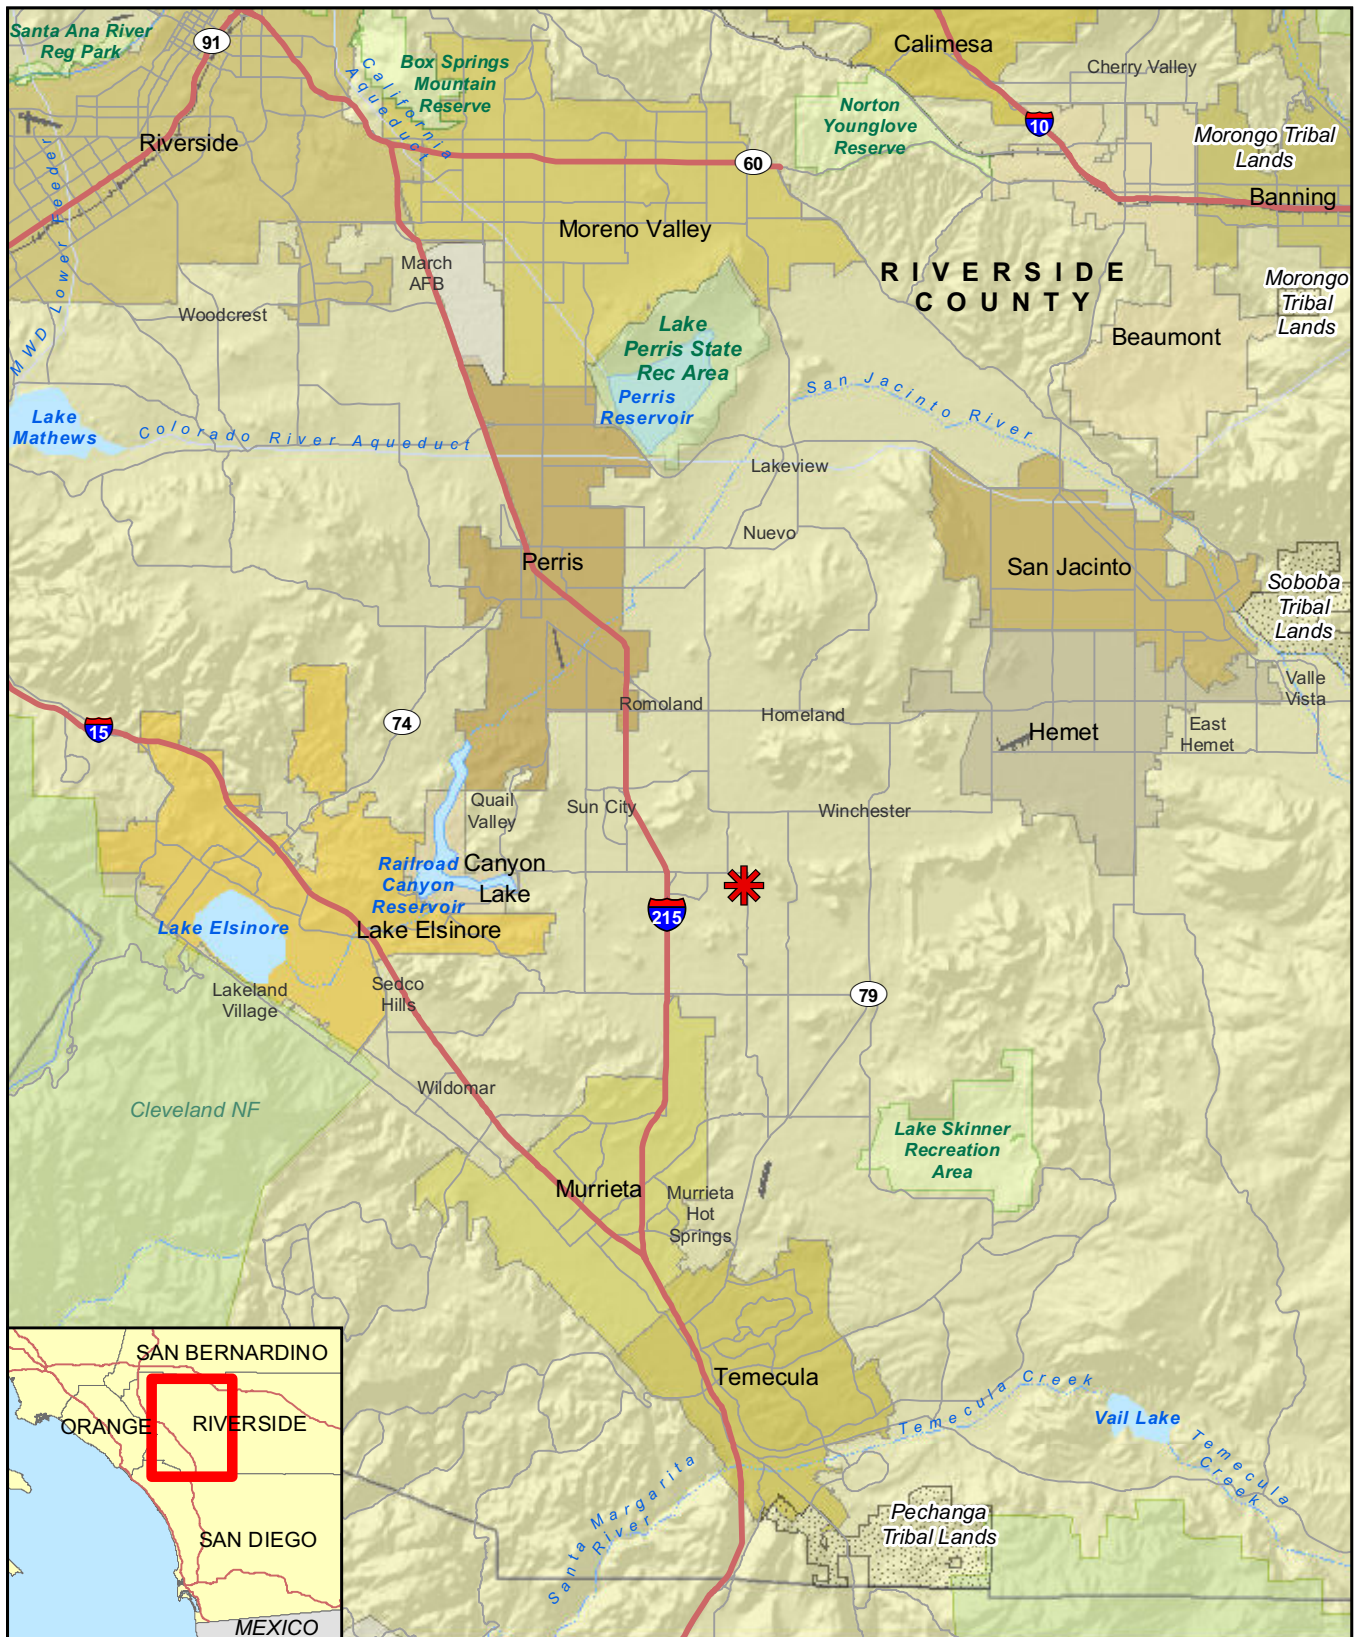 Santa Ana River
Reg Park
91
Box Springs
Mountain
Reserve
California
Aqueduct
Calimesa
Cherry Valley
Norton
Younglove
Reserve
10
Riverside
60
Morongo Tribal
Lands
Banning
Moreno Valley
March
AFB
RIVERSIDE
COUNTY
Morongo
Tribal
Lands
MWD Lower Feeder
Woodcrest
Lake
Perris State
Rec Area
Perris
Reservoir
Beaumont
San Jacinto River
Lake
Mathews
Colorado River Aqueduct
Lakeview
Nuevo
Perris
San Jacinto
Soboba
Tribal
Lands
Valle
Vista
15
74
Romoland
Homeland
Hemet
East
Hemet
Quail
Valley
Sun City
Winchester
Railroad
Canyon
Reservoir
Canyon
Lake
215
Lake Elsinore
Lake Elsinore
Lakeland
Village
Sedco
Hills
79
Wildomar
Cleveland NF
Lake Skinner
Recreation
Area
Murrieta
Murrieta
Hot
Springs
Temecula
Temecula Creek
Vail Lake
Temecula
Creek
Santa Margarita
River
Pechanga
Tribal Lands
SAN BERNARDINO
ORANGE
RIVERSIDE
SAN DIEGO
MEXICO